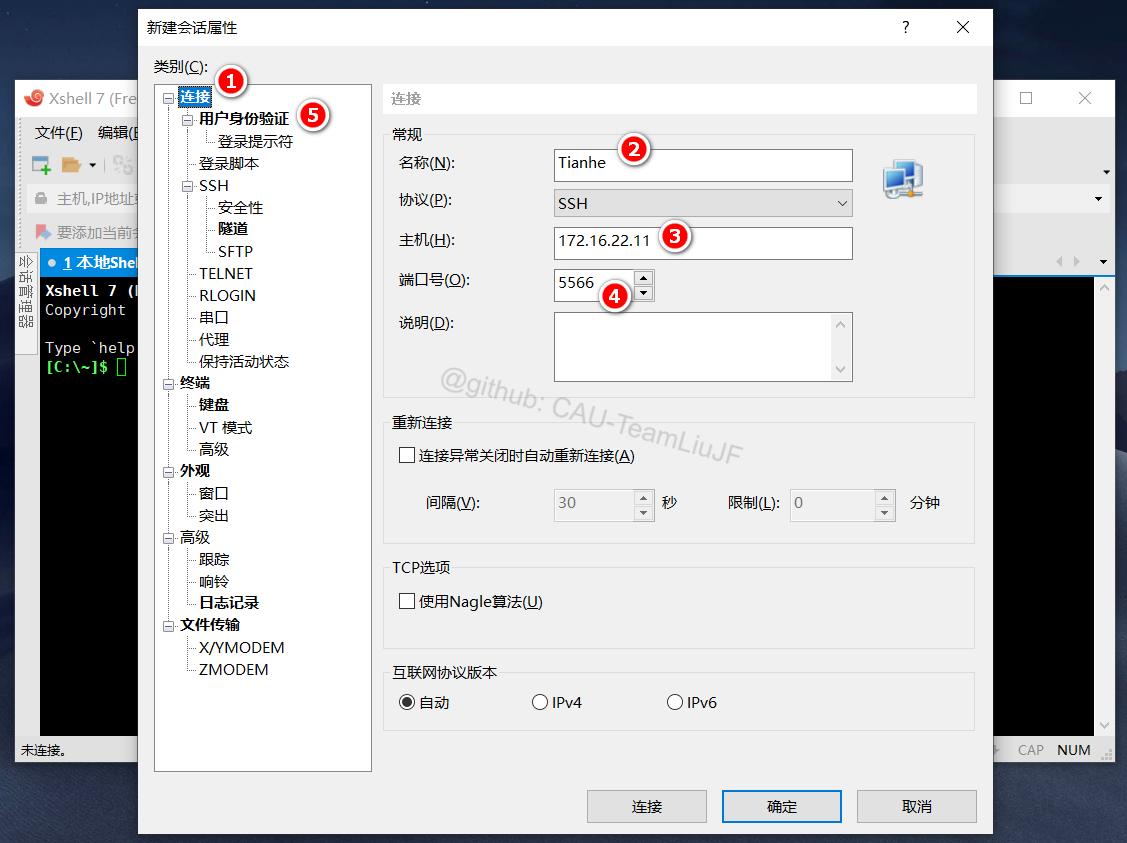 新建会话属性
?
类别(C):
1
连接
用户身份验证
5
登录提示符
登录脚本
SSH
安全性
隧道
SFTP
TELNET
RLOGIN
串口
代理
保持活动状态
终端
键盘
VT 模式
高级
外观
窗口
突出
高级
跟踪
响铃
日志记录
文件传输
X/YMODEM
ZMODEM
连接
常规
名称(N):
Tianhe
2
协议(P):
SSH
主机(H):
172.16.22.11
3
端口号(O):
5566
4
说明(D):
重新连接
连接异常关闭时自动重新连接(A)
间隔(V):
30
秒
限制(L):
0
分钟
TCP选项
使用Nagle算法(U)
互联网协议版本
自动
IPv4
IPv6
连接
确定
取消
@github: CAU-TeamLiuJF
Xshell 7 (Fre
文件(F)
编辑(E
主机,IP地址
要添加当前
会话管理器
1 本地Shel
Xshell 7 (
Copyright
Type `help
[C:\~]$
未连接。
CAP
NUM